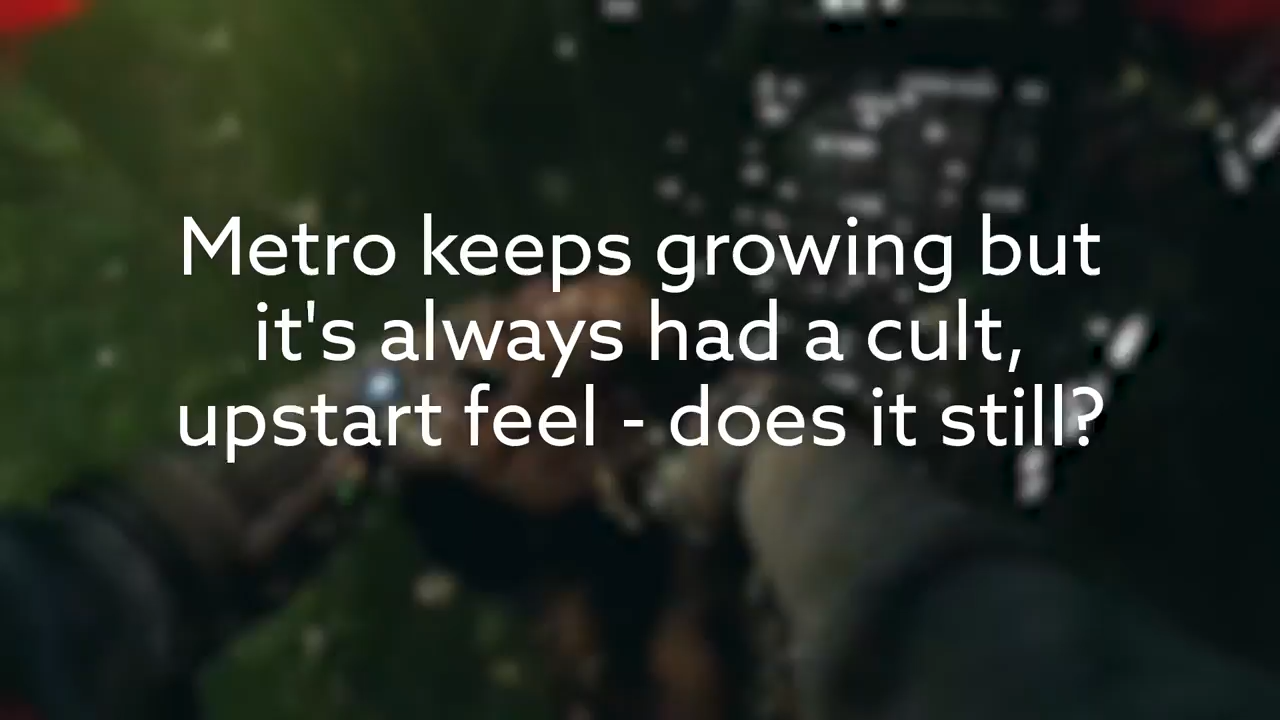 Metro keeps growing but
it's always had a cult,
upstart feel - does it still?